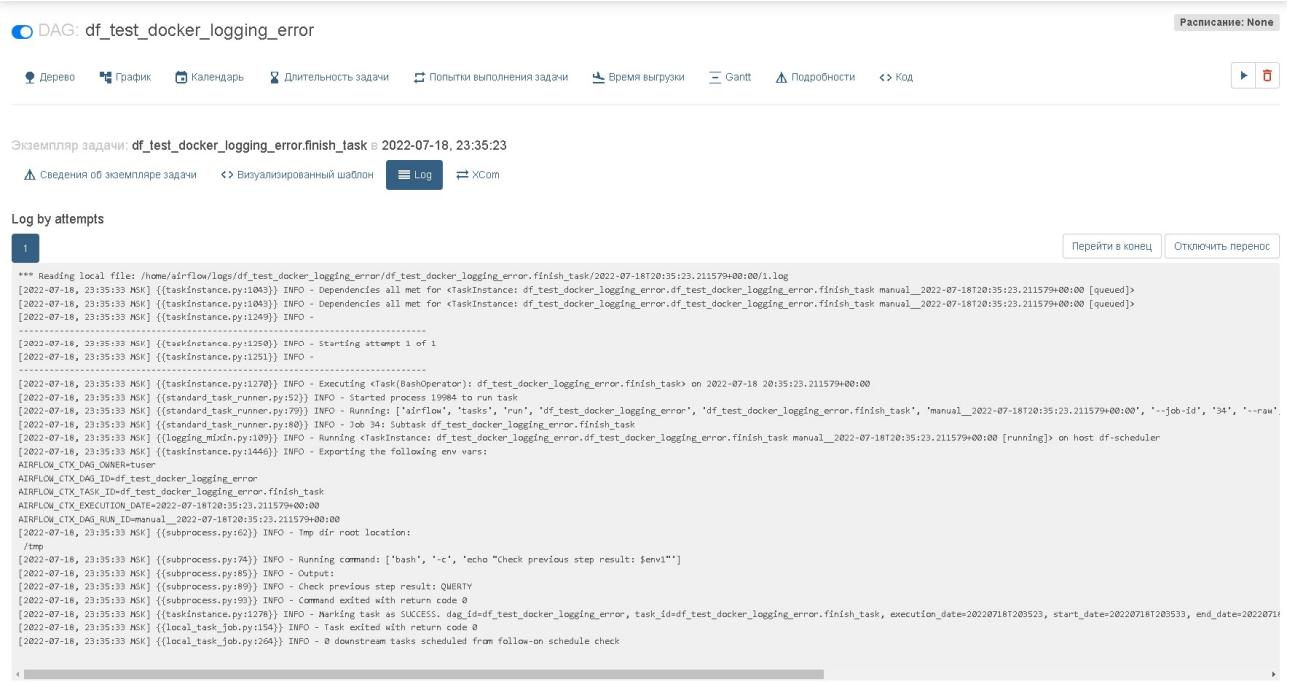 DAG: df_test_docker_logging_error
Расписание: None
Дерево График Календарь Длительность задачи Попытки выполнения задачи Время выгрузки Gantt Подробности <> Код
Экземпляр задачи: df_test_docker_logging_error.finish_task в 2022-07-18, 23:35:23
Сведения об экземпляре задачи <> Визуализированный шаблон Log XCom
Log by attempts
1
Перейти в конец Отключить перенос
*** Reading local file: /home/airflow/logs/df_test_docker_logging_error/df_test_docker_logging_error.finish_task/2022-07-18T20:35:23.211579+00:00/1.log
[2022-07-18, 23:35:33 MSK] {{taskinstance.py:1043}} INFO - Dependencies all met for <TaskInstance: df_test_docker_logging_error.df_test_docker_logging_error.finish_task manual__2022-07-18T20:35:23.211579+00:00 [queued]>
[2022-07-18, 23:35:33 MSK] {{taskinstance.py:1043}} INFO - Dependencies all met for <TaskInstance: df_test_docker_logging_error.df_test_docker_logging_error.finish_task manual__2022-07-18T20:35:23.211579+00:00 [queued]>
[2022-07-18, 23:35:33 MSK] {{taskinstance.py:1249}} INFO -
--------------------------------------------------------------------------------
[2022-07-18, 23:35:33 MSK] {{taskinstance.py:1250}} INFO - Starting attempt 1 of 1
[2022-07-18, 23:35:33 MSK] {{taskinstance.py:1251}} INFO -
--------------------------------------------------------------------------------
[2022-07-18, 23:35:33 MSK] {{taskinstance.py:1270}} INFO - Executing <Task(BashOperator): df_test_docker_logging_error.finish_task> on 2022-07-18 20:35:23.211579+00:00
[2022-07-18, 23:35:33 MSK] {{standard_task_runner.py:52}} INFO - Started process 19984 to run task
[2022-07-18, 23:35:33 MSK] {{standard_task_runner.py:79}} INFO - Running: ['airflow', 'tasks', 'run', 'df_test_docker_logging_error', 'df_test_docker_logging_error.finish_task', 'manual__2022-07-18T20:35:23.211579+00:00', '--job-id', '34', '--raw',
[2022-07-18, 23:35:33 MSK] {{standard_task_runner.py:80}} INFO - Job 34: Subtask df_test_docker_logging_error.finish_task
[2022-07-18, 23:35:33 MSK] {{logging_mixin.py:109}} INFO - Running <TaskInstance: df_test_docker_logging_error.df_test_docker_logging_error.finish_task manual__2022-07-18T20:35:23.211579+00:00 [running]> on host df-scheduler
[2022-07-18, 23:35:33 MSK] {{taskinstance.py:1446}} INFO - Exporting the following env vars:
AIRFLOW_CTX_DAG_OWNER=tuser
AIRFLOW_CTX_DAG_ID=df_test_docker_logging_error
AIRFLOW_CTX_TASK_ID=df_test_docker_logging_error.finish_task
AIRFLOW_CTX_EXECUTION_DATE=2022-07-18T20:35:23.211579+00:00
AIRFLOW_CTX_DAG_RUN_ID=manual__2022-07-18T20:35:23.211579+00:00
[2022-07-18, 23:35:33 MSK] {{subprocess.py:62}} INFO - Tmp dir root location:
/tmp
[2022-07-18, 23:35:33 MSK] {{subprocess.py:74}} INFO - Running command: ['bash', '-c', 'echo "Check previous step result: $env1"']
[2022-07-18, 23:35:33 MSK] {{subprocess.py:85}} INFO - Output:
[2022-07-18, 23:35:33 MSK] {{subprocess.py:89}} INFO - Check previous step result: QWERTY
[2022-07-18, 23:35:33 MSK] {{subprocess.py:93}} INFO - Command exited with return code 0
[2022-07-18, 23:35:33 MSK] {{taskinstance.py:1278}} INFO - Marking task as SUCCESS. dag_id=df_test_docker_logging_error, task_id=df_test_docker_logging_error.finish_task, execution_date=20220718T203523, start_date=20220718T203533, end_date=20220718
[2022-07-18, 23:35:33 MSK] {{local_task_job.py:154}} INFO - Task exited with return code 0
[2022-07-18, 23:35:33 MSK] {{local_task_job.py:264}} INFO - 0 downstream tasks scheduled from follow-on schedule check